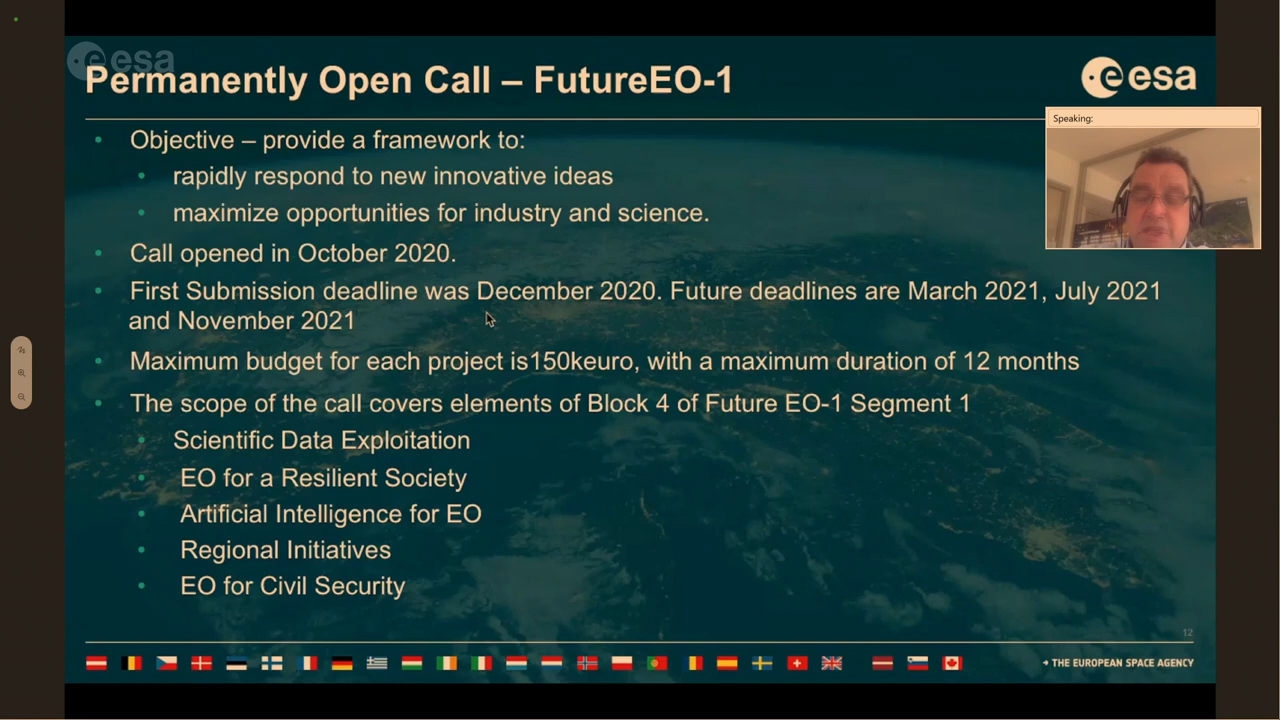 esa
Permanently Open Call – FutureEO-1
esa
Speaking:
Objective – provide a framework to:
rapidly respond to new innovative ideas
maximize opportunities for industry and science.
Call opened in October 2020.
First Submission deadline was December 2020. Future deadlines are March 2021, July 2021
and November 2021
Maximum budget for each project is150keuro, with a maximum duration of 12 months
The scope of the call covers elements of Block 4 of Future EO-1 Segment 1
Scientific Data Exploitation
EO for a Resilient Society
Artificial Intelligence for EO
Regional Initiatives
EO for Civil Security
12
→ THE EUROPEAN SPACE AGENCY